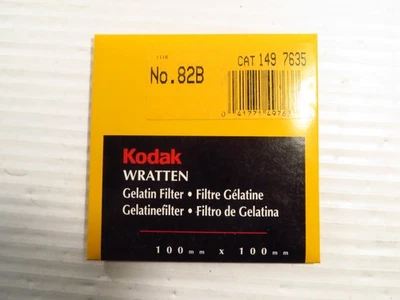 CAT 149 7635
No.82B
Kodak
WRATTEN
Gelatin Filter • Filtre Gélatine
Gelatinefilter • Filtro de Gelatina
100mm x 100mm